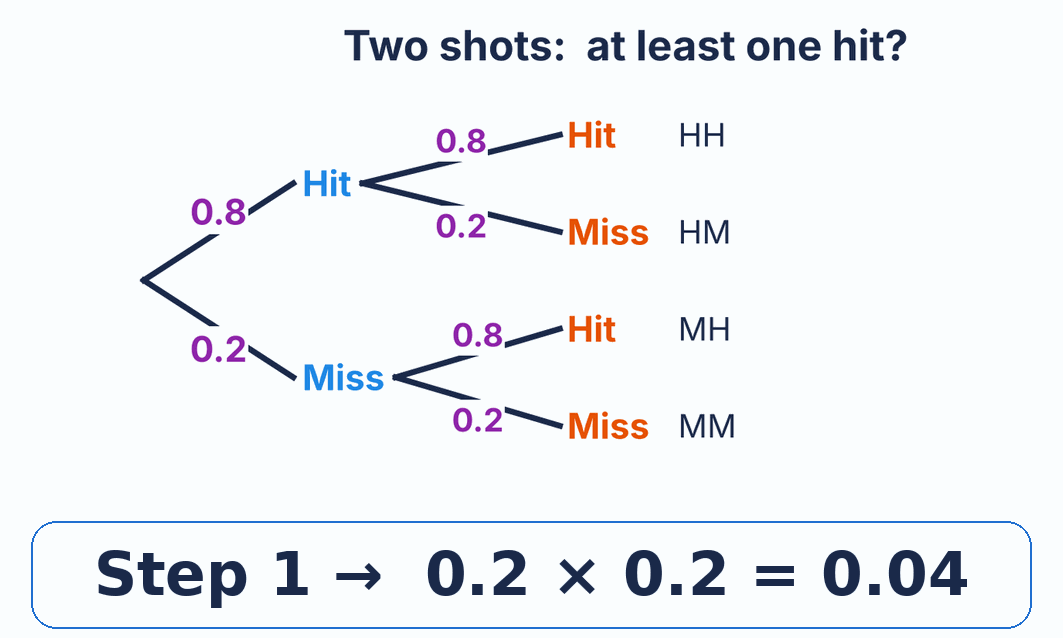 Two shots:  at least one hit?
0.8 Hit HH
Hit
0.8
0.2 Miss HM
0.8 Hit MH
0.2
Miss
0.2 Miss MM
Step 1 →  0.2 × 0.2 = 0.04